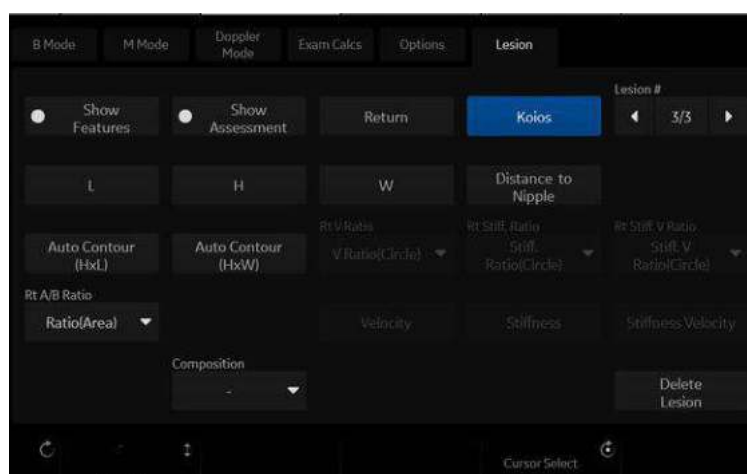 B Mode
M Mode
Doppler
Mode
Exam Calcs
Options
Lesion
Lesion #
Show
Features
Show
Assessment
Return
Koios
3/3
L
H
W
Distance to
Nipple
Auto Contour
(HxL)
Auto Contour
(HxW)
Rt V Ratio
V Ratio(Circle)
Rt Stiff. Ratio
Stiff.
Ratio(Circle)
Rt Stiff. V Ratio
Stiff. V
Ratio(Circle)
Rt A/B Ratio
Ratio(Area)
Velocity
Stiffness
Stiffness Velocity
Composition
-
Delete
Lesion
-
Cursor Select